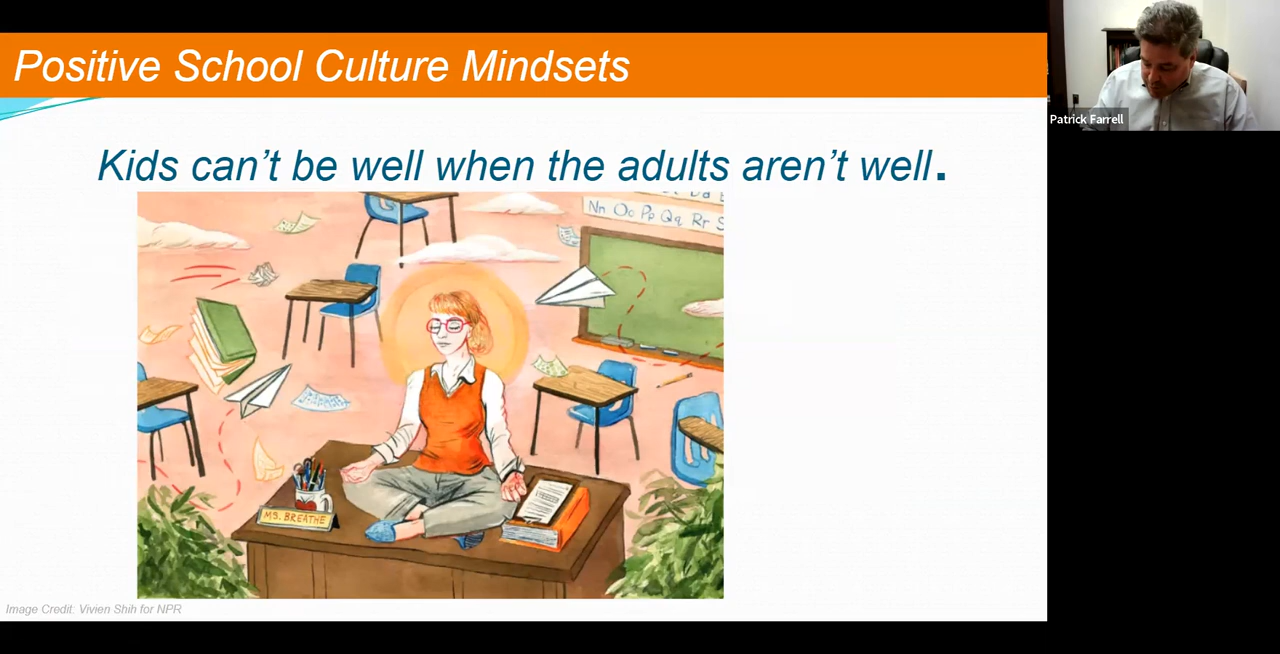 Positive School Culture Mindsets
Patrick Farrell
Kids can't be well when the adults aren't well.
Nn Oo Pp Qq Rr S
MS. BREATHE
Image Credit: Vivien Shih for NPR